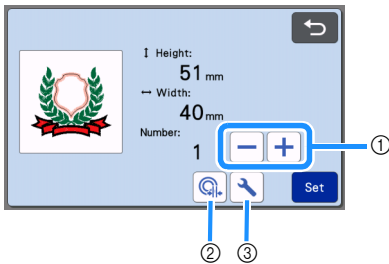 Height:
51 mm
Width:
40 mm
Number:
1
Set
①
②
③